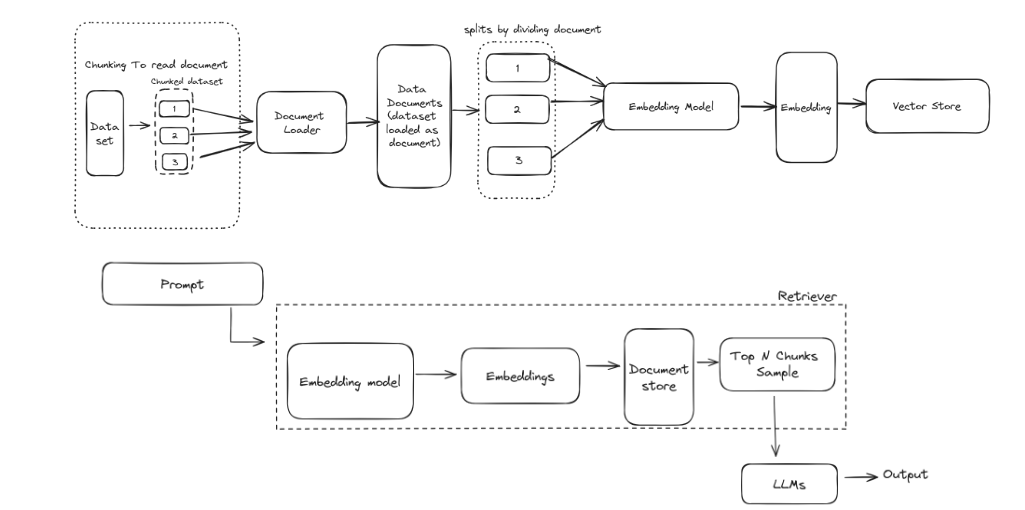 splits by dividing document
Chunking To read document
Chunked dataset
Data
set
1
2
3
Document
Loader
Data
Documents
(dataset
loaded as
document)
1
2
3
Embedding Model
Embedding
Vector Store
Prompt
Retriever
Embedding model
Embeddings
Document
store
Top N Chunks
Sample
LLMs
Output